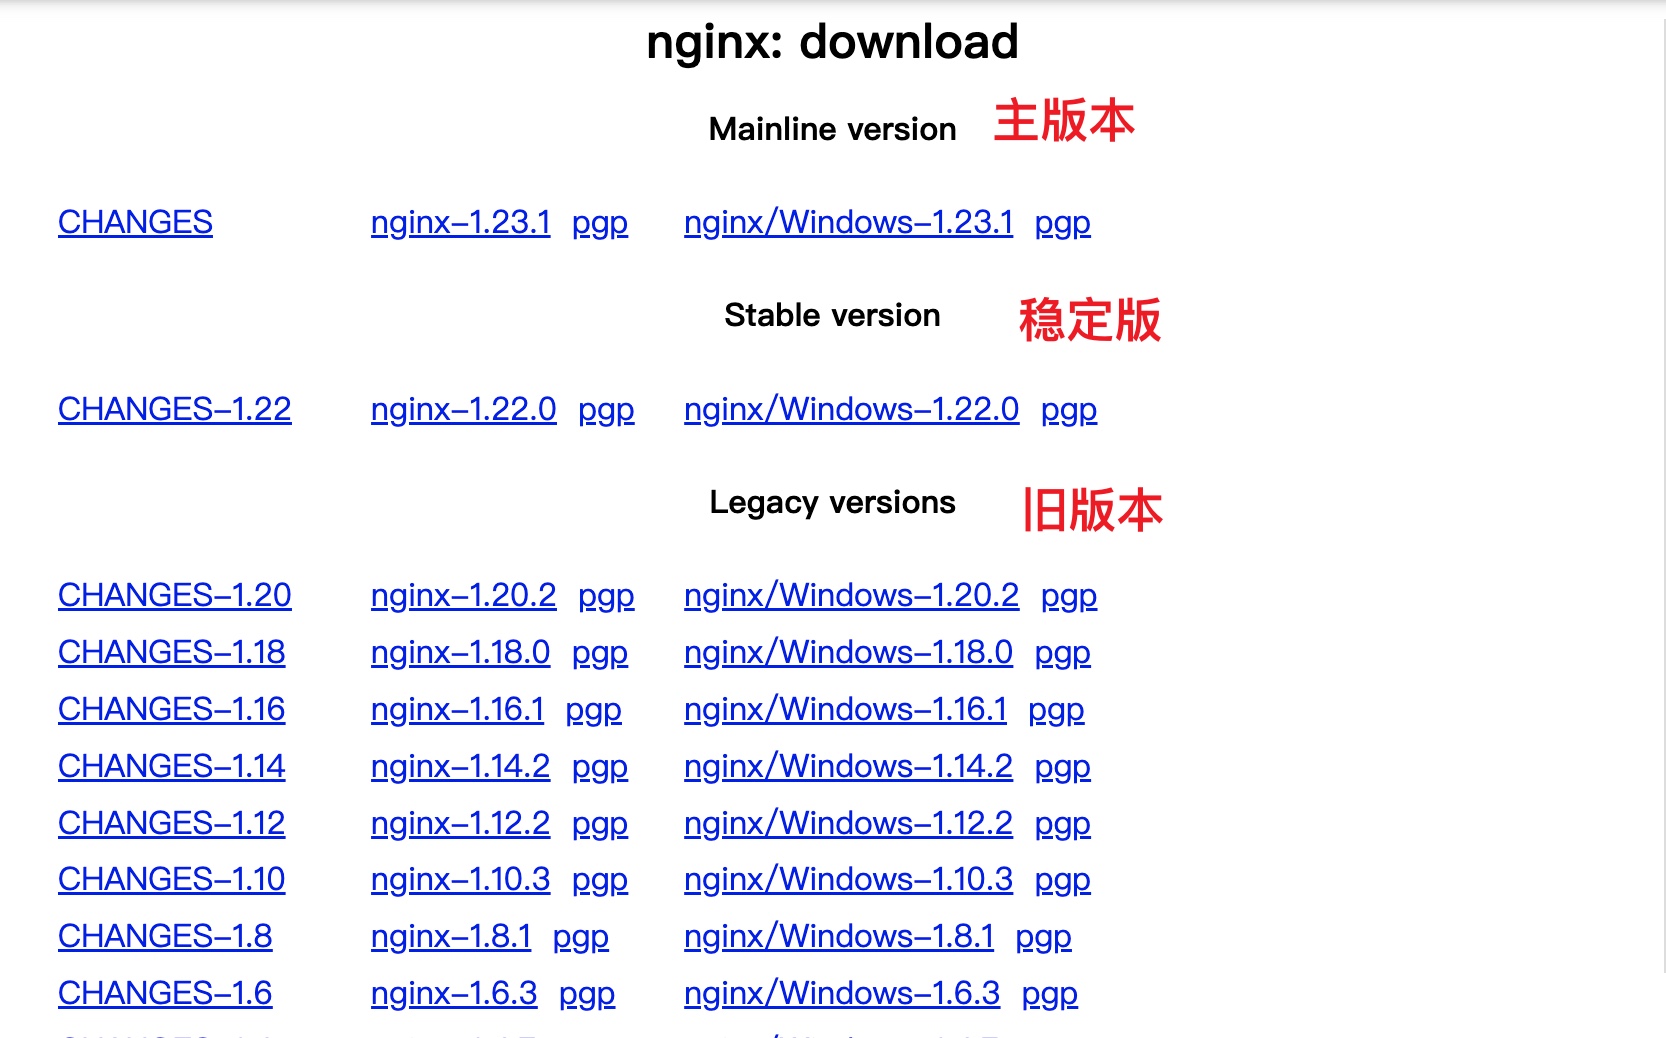 nginx: download
Mainline version 主版本
CHANGES nginx–1.23.1 pgp nginx/Windows–1.23.1 pgp
Stable version 稳定版
CHANGES–1.22 nginx–1.22.0 pgp nginx/Windows–1.22.0 pgp
Legacy versions 旧版本
CHANGES–1.20 nginx–1.20.2 pgp nginx/Windows–1.20.2 pgp
CHANGES–1.18 nginx–1.18.0 pgp nginx/Windows–1.18.0 pgp
CHANGES–1.16 nginx–1.16.1 pgp nginx/Windows–1.16.1 pgp
CHANGES–1.14 nginx–1.14.2 pgp nginx/Windows–1.14.2 pgp
CHANGES–1.12 nginx–1.12.2 pgp nginx/Windows–1.12.2 pgp
CHANGES–1.10 nginx–1.10.3 pgp nginx/Windows–1.10.3 pgp
CHANGES–1.8 nginx–1.8.1 pgp nginx/Windows–1.8.1 pgp
CHANGES–1.6 nginx–1.6.3 pgp nginx/Windows–1.6.3 pgp